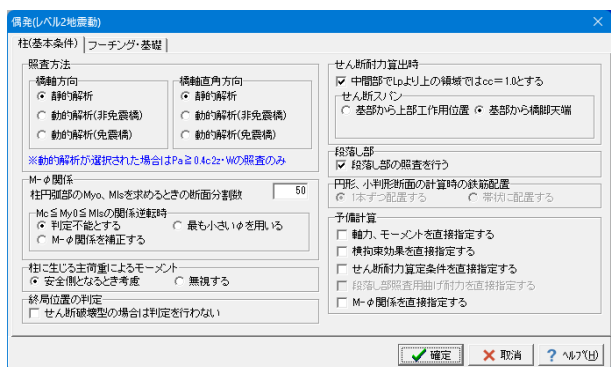 偶発(レベル2地震動)
柱(基本条件)
フーチング・基礎
照査方法
橋軸方向
静的解析
動的解析(非免震橋)
動的解析(免震橋)
橋軸直角方向
静的解析
動的解析(非免震橋)
動的解析(免震橋)
※動的解析が選択された場合はPa≧0.4c2z・Wの照査のみ
M-φ関係
柱円弧部のMyo、Mlsを求めるときの断面分割数 50
Mc≦My0≦Mlsの関係逆転時
判定不能とする
最も小さいφを用いる
M-φ関係を補正する
柱に生じる主荷重によるモーメント
安全側となるとき考慮
無視する
終局位置の判定
せん断破壊型の場合は判定を行わない
せん断耐力算出時
中間部でLpより上の領域ではcc＝1.0とする
せん断スパン
基部から上部工作用位置
基部から橋脚天端
段落し部
段落し部の照査を行う
円形、小判形断面の計算時の鉄筋配置
1本ずつ配置する
帯状に配置する
予備計算
軸力、モーメントを直接指定する
横拘束効果を直接指定する
せん断耐力算定条件を直接指定する
段落し部照査用曲げ耐力を直接指定する
M-φ関係を直接指定する
確定
取消
ヘルプ(H)